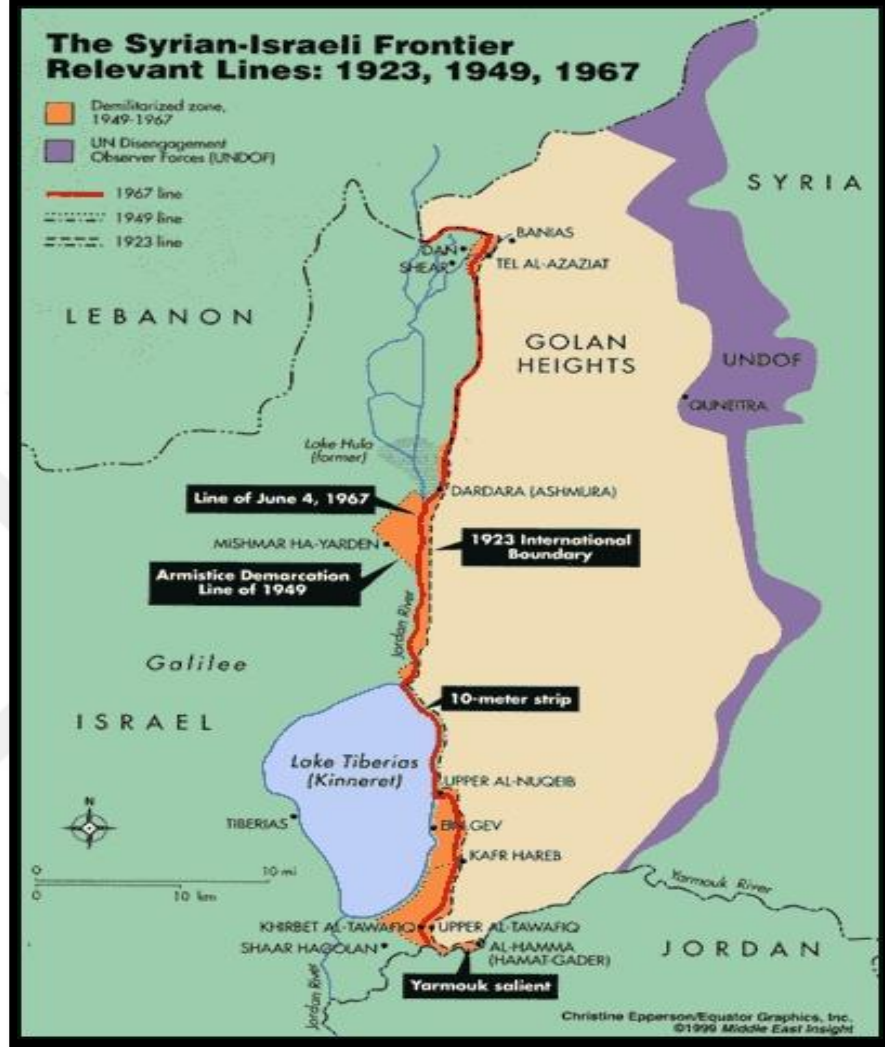 The Syrian-Israeli Frontier
Relevant Lines: 1923, 1949, 1967
Demilitarized zone,
1949-1967
UN Disengagement
Observer Forces (UNDOF)
1967 line
1949 line
1923 line
SYRIA
LEBANON
BANIAS
DAN
SHEAR
TEL AL-AZAZIAT
GOLAN
HEIGHTS
UNDOF
QUNEITRA
Lake Hula
(former)
Line of June 4, 1967
DARDARA (ASHMURA)
MISHMAR HA-YARDEN
1923 International
Boundary
Armistice Demarcation
Line of 1949
Jordan River
Galilee
ISRAEL
10-meter strip
Lake Tiberias
(Kinneret)
UPPER AL-NUQEIB
N
TIBERIAS
GEV
KAFR HAREB
0
10 mi
0
10 km
Yarmouk River
KHIRBET AL-TAWAFIQ
UPPER AL-TAWAFIQ
SHAAR HAGOLAN
AL-HAMMA
(HAMAT-GADER)
JORDAN
Yarmouk salient
Jordan River
Christine Epperson/Equator Graphics, Inc.
©1999 Middle East Insight